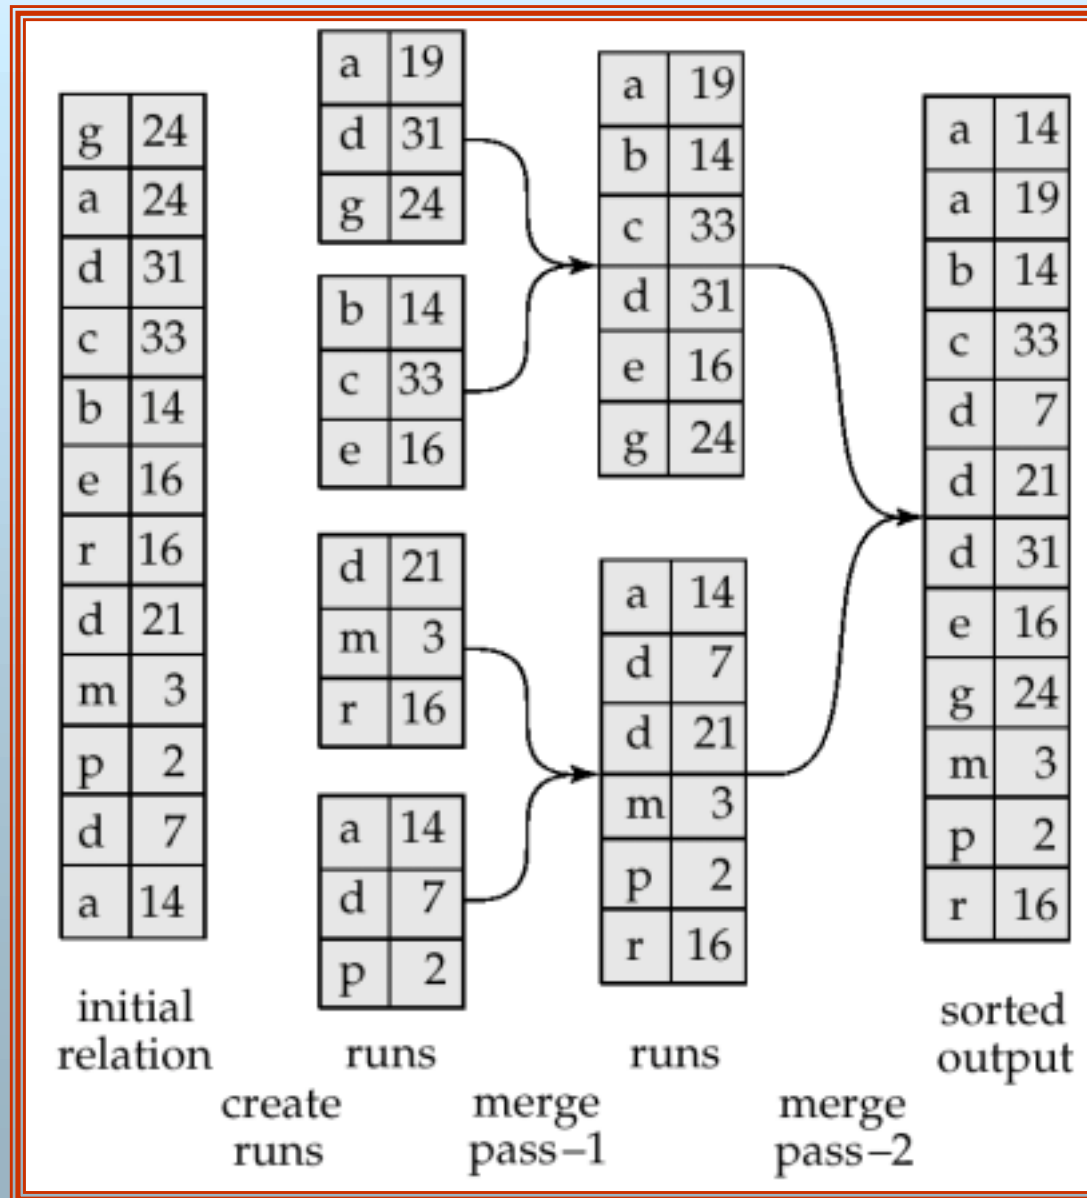 g 24
a 24
d 31
c 33
b 14
e 16
r 16
d 21
m 3
p 2
d 7
a 14
initial
relation
create
runs
a 19
d 31
g 24
b 14
c 33
e 16
d 21
m 3
r 16
a 14
d 7
p 2
runs
merge
pass–1
a 19
b 14
c 33
d 31
e 16
g 24
a 14
d 7
d 21
m 3
p 2
r 16
runs
merge
pass–2
a 14
a 19
b 14
c 33
d 7
d 21
d 31
e 16
g 24
m 3
p 2
r 16
sorted
output